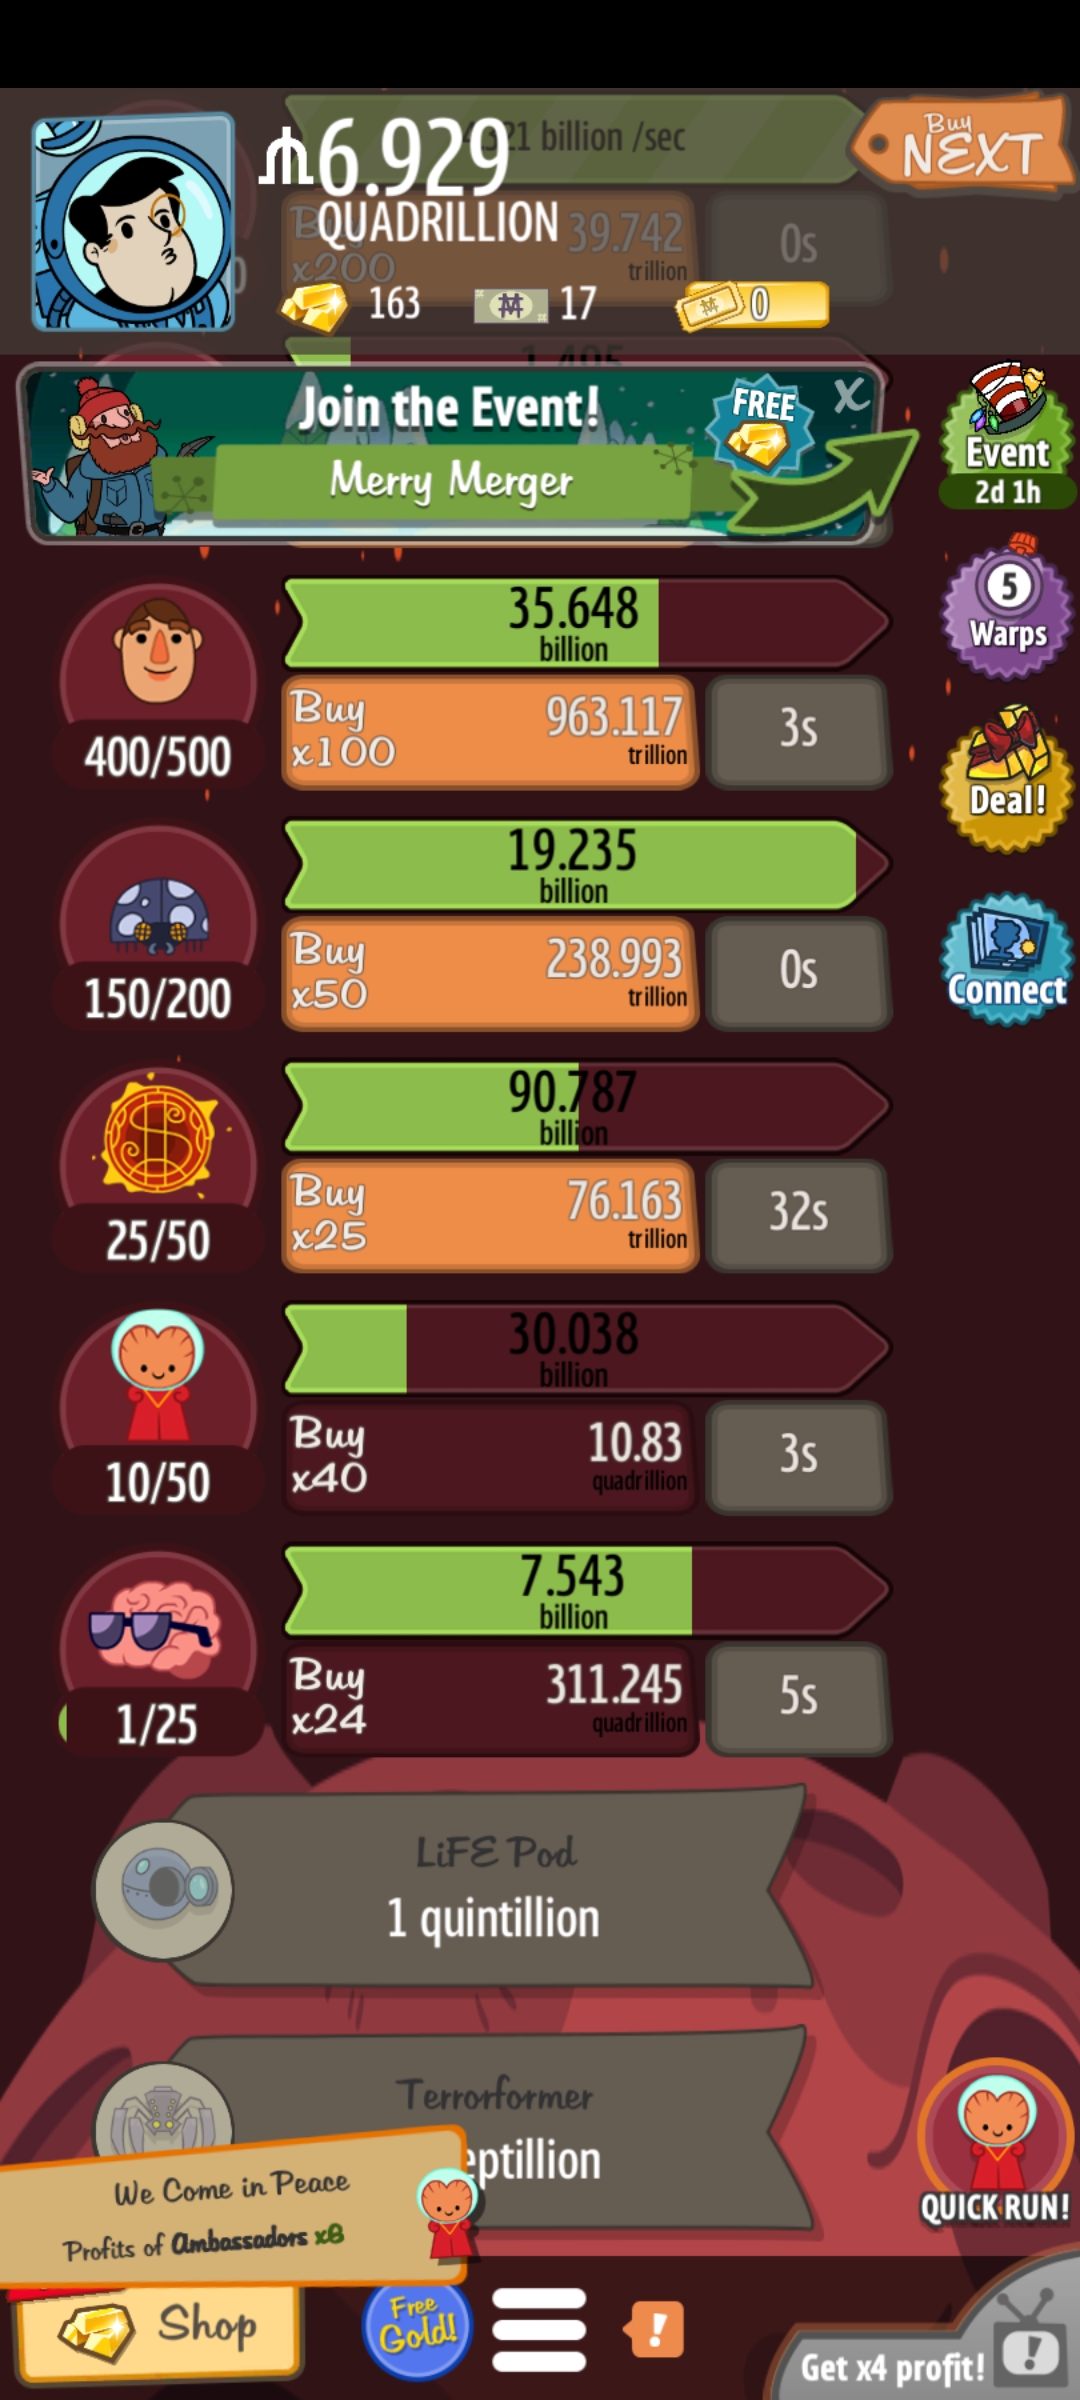 6.929
QUADRILLION
billion /sec
Buy
NEXT
Buy
x200
39.742
trillion
0s
163
17
0
1.495
Join the Event!
FREE
X
Merry Merger
Event
2d 1h
35.648
billion
400/500
Buy
x100
963.117
trillion
3s
5
Warps
19.235
billion
150/200
Buy
x50
238.993
trillion
0s
Deal!
Connect
90.787
billion
25/50
Buy
x25
76.163
trillion
32s
30.038
billion
10/50
Buy
x40
10.83
quadrillion
3s
7.543
billion
1/25
Buy
x24
311.245
quadrillion
5s
LiFE Pod
1 quintillion
Terrorformer
eptillion
We Come in Peace
Profits of Ambassadors x8
QUICK RUN!
Shop
Free
Gold!
!
Get x4 profit!
!